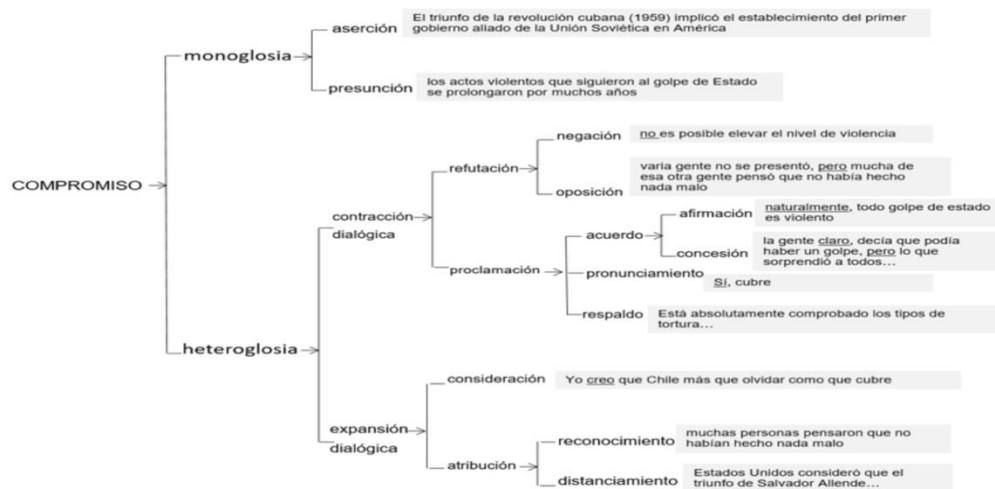 aserción
El triunfo de la revolución cubana (1959) implicó el establecimiento del primer
gobierno aliado de la Unión Soviética en América
monoglosia
presunción
los actos violentos que siguieron al golpe de Estado
se prolongaron por muchos años
negación
no es posible elevar el nivel de violencia
refutación
varia gente no se presentó, pero mucha de
esa otra gente pensó que no había hecho
nada malo
oposición
COMPROMISO
contracción
dialógica
afirmación
naturalmente, todo golpe de estado
es violento
acuerdo
concesión
la gente claro, decía que podía
haber un golpe, pero lo que
sorprendió a todos...
proclamación
pronunciamiento
Sí, cubre
respaldo
Está absolutamente comprobado los tipos de
tortura...
heteroglosia
consideración
Yo creo que Chile más que olvidar como que cubre
expansión
dialógica
reconocimiento
muchas personas pensaron que no
habían hecho nada malo
atribución
distanciamiento
Estados Unidos consideró que el
triunfo de Salvador Allende...